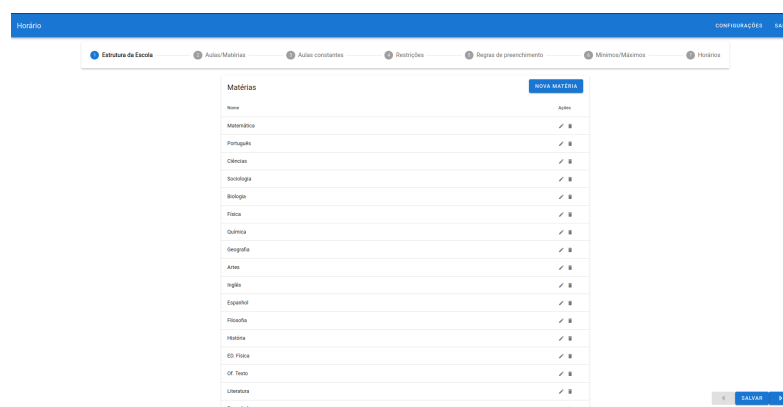 Horário
CONFIGURAÇÕES
1 Estrutura da Escola 2 Aulas/Matérias 3 Aulas constantes 4 Restrições 5 Regras de preenchimento 6 Mínimos/Máximos 7 Horários
Matérias NOVA MATÉRIA
Nome Ações
Matemática
Português
Ciências
Sociologia
Biologia
Física
Química
Geografia
Artes
Inglês
Espanhol
Filosofia
História
ED. Física
Of. Texto
Literatura
SALVAR